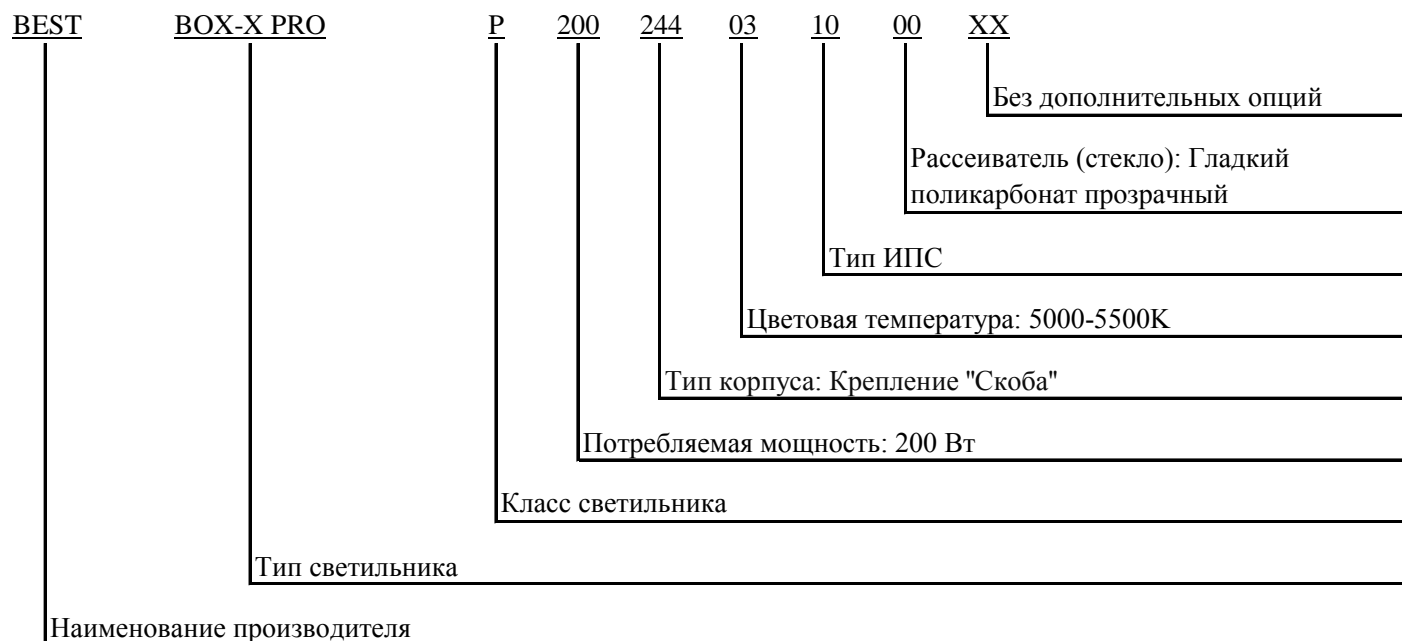 BEST BOX-X PRO P 200 244 03 10 00 XX
Без дополнительных опций
Рассеиватель (стекло): Гладкий
поликарбонат прозрачный
Тип ИПС
Цветовая температура: 5000-5500К
Тип корпуса: Крепление "Скоба"
Потребляемая мощность: 200 Вт
Класс светильника
Тип светильника
Наименование производителя